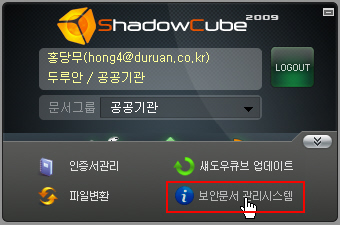 ShadowCube 2009
홍당무(hong4@duruan.co.kr)
두루안 / 공공기관
LOGOUT
문서그룹 공공기관
인증서관리 섀도우큐브 업데이트
파일변환 보안문서 관리시스템